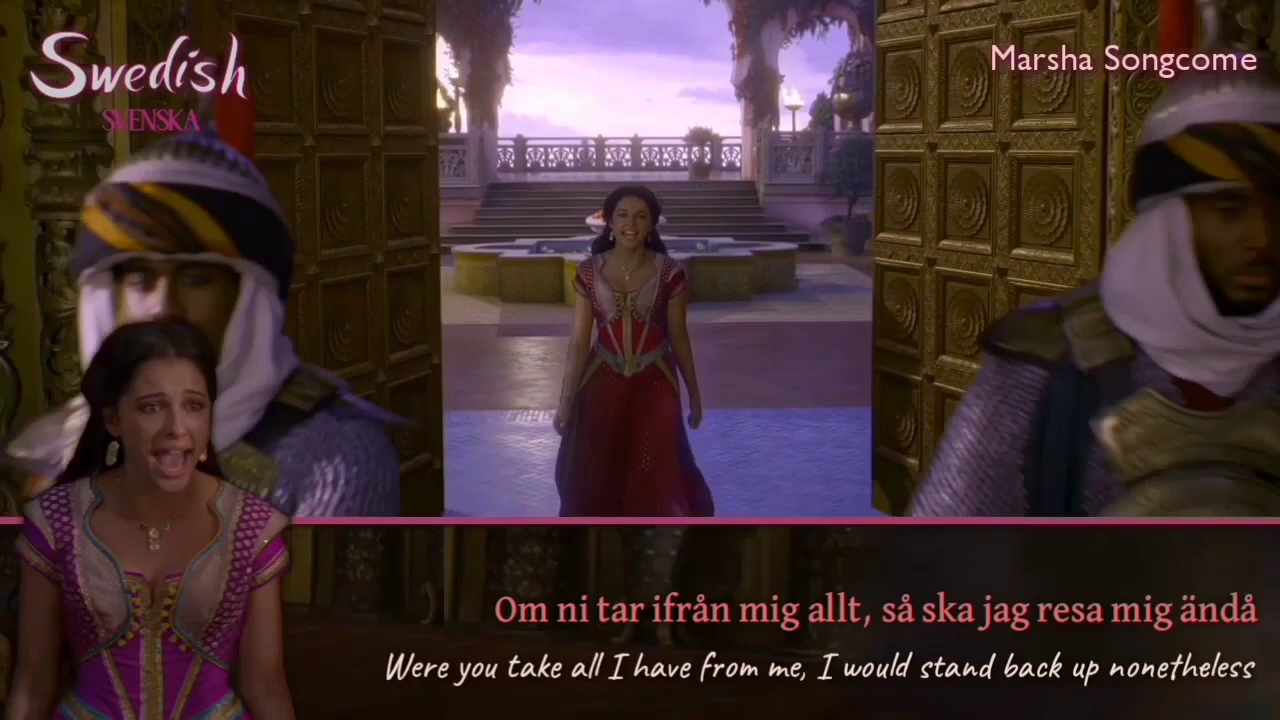 Swedish
SVENSKA
Marsha Songcome
Om ni tar ifrån mig allt, så ska jag resa mig ändå
Were you take all I have from me, I would stand back up nonetheless